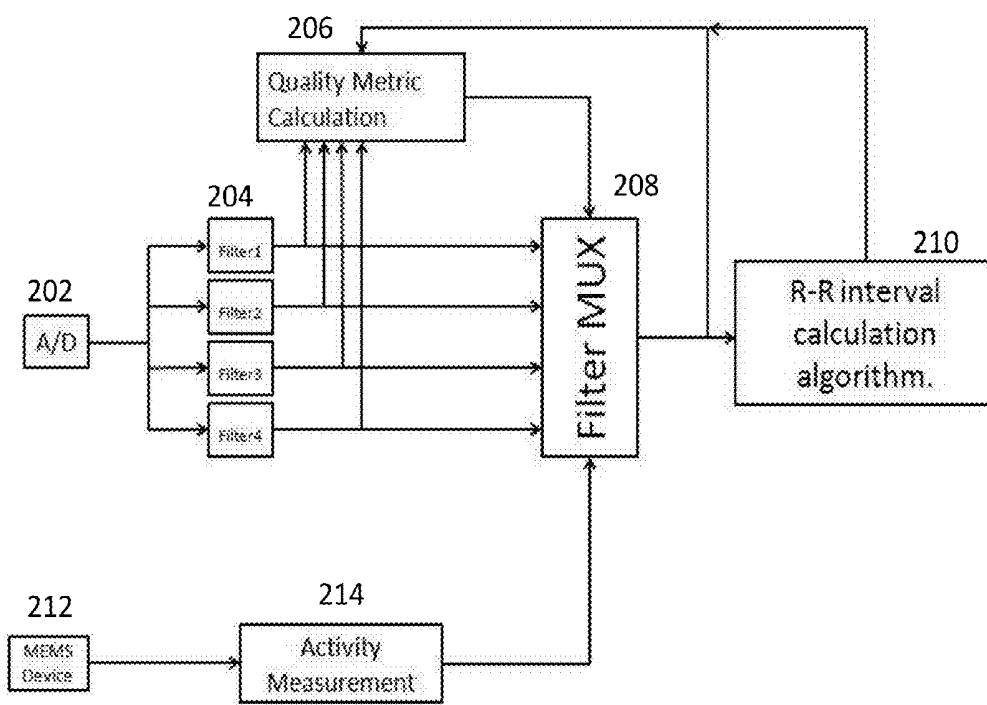 206
Quality Metric
Calculation
204
208
Filter1
210
202
Filter2
R-R interval
calculation
algorithm.
A/D
Filter MUX
Filter3
Filter4
212
214
MEMS
Device
Activity
Measurement